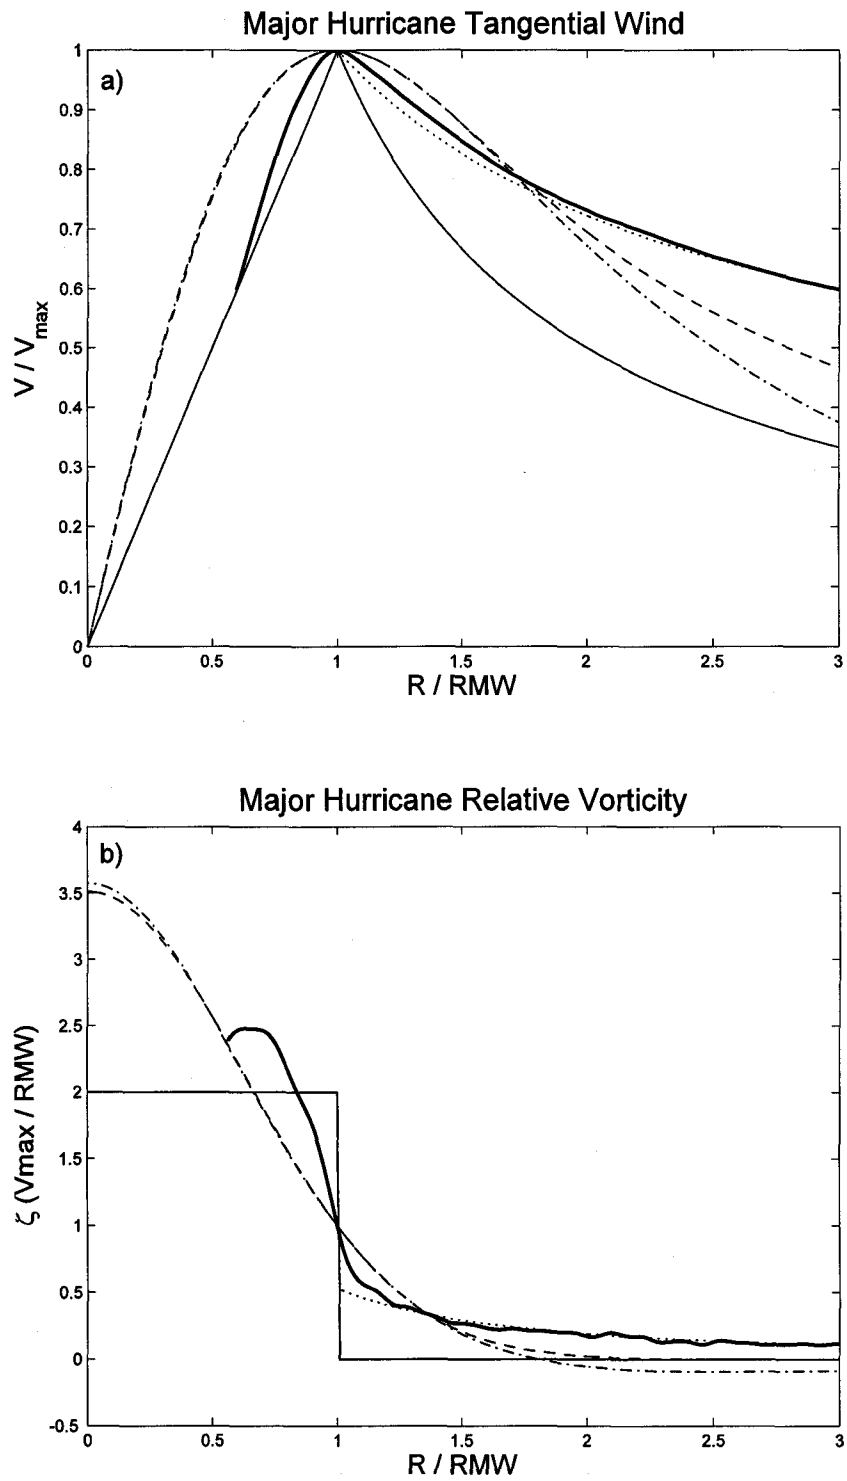 Major Hurricane Tangential Wind
a)
1
0.9
0.8
0.7
0.6
0.5
0.4
0.3
0.2
0.1
0
V / Vmax
0 0.5 1 1.5 2 2.5 3
R / RMW
Major Hurricane Relative Vorticity
b)
4
3.5
3
2.5
2
1.5
1
0.5
0
-0.5
ζ (Vmax / RMW)
0 0.5 1 1.5 2 2.5 3
R / RMW